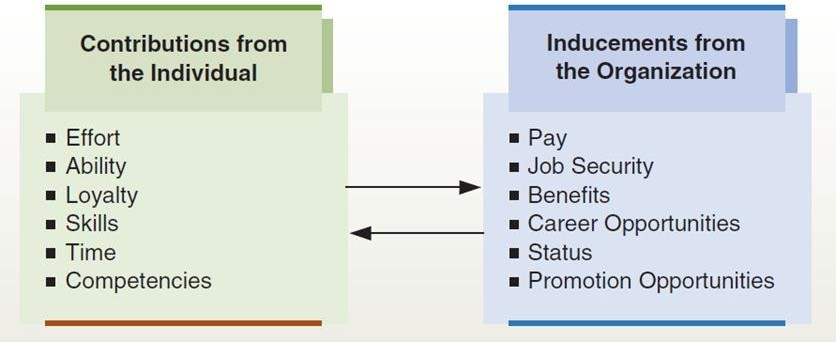 Contributions from
the Individual
■ Effort
■ Ability
■ Loyalty
■ Skills
■ Time
■ Competencies
Inducements from
the Organization
■ Pay
■ Job Security
■ Benefits
■ Career Opportunities
■ Status
■ Promotion Opportunities